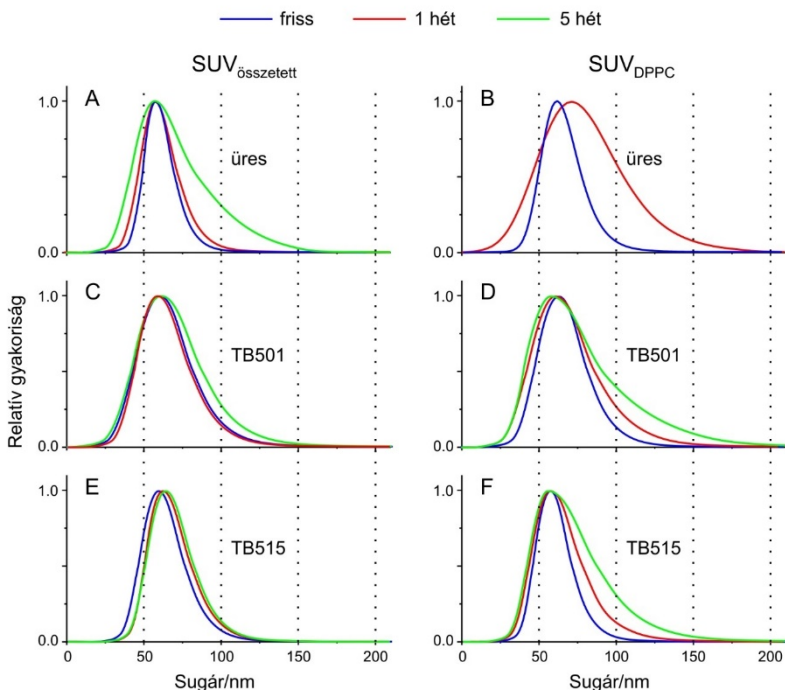 friss 1 hét 5 hét
SUVösszetett SUVDPPC
Relatív gyakoriság
A
üres
1.0
0.0
B
üres
1.0
0.0
C
TB501
1.0
0.0
D
TB501
1.0
0.0
E
TB515
1.0
0.0
0 50 100 150 200
Sugár/nm
F
TB515
1.0
0.0
0 50 100 150 200
Sugár/nm